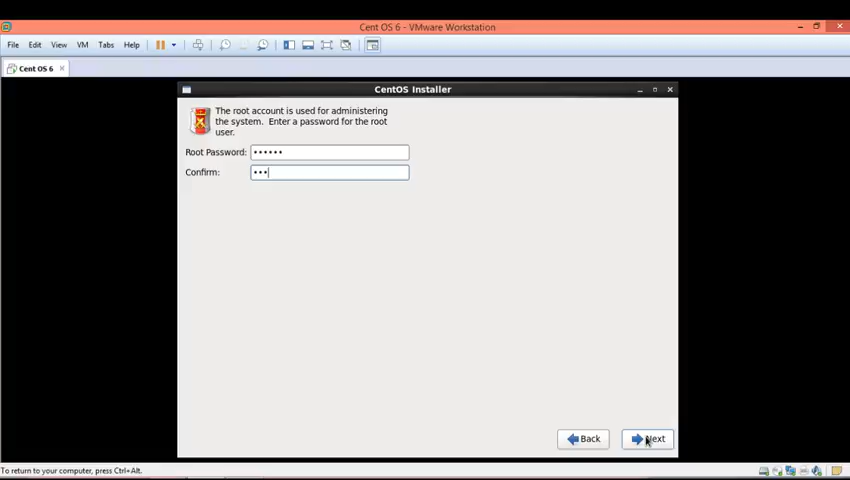 Cent OS 6 - VMware Workstation
File Edit View VM Tabs Help
Cent OS 6
CentOS Installer
The root account is used for administering
the system. Enter a password for the root
user.
Root Password: ••••••
Confirm: •••
Back Next
To return to your computer, press Ctrl+Alt.